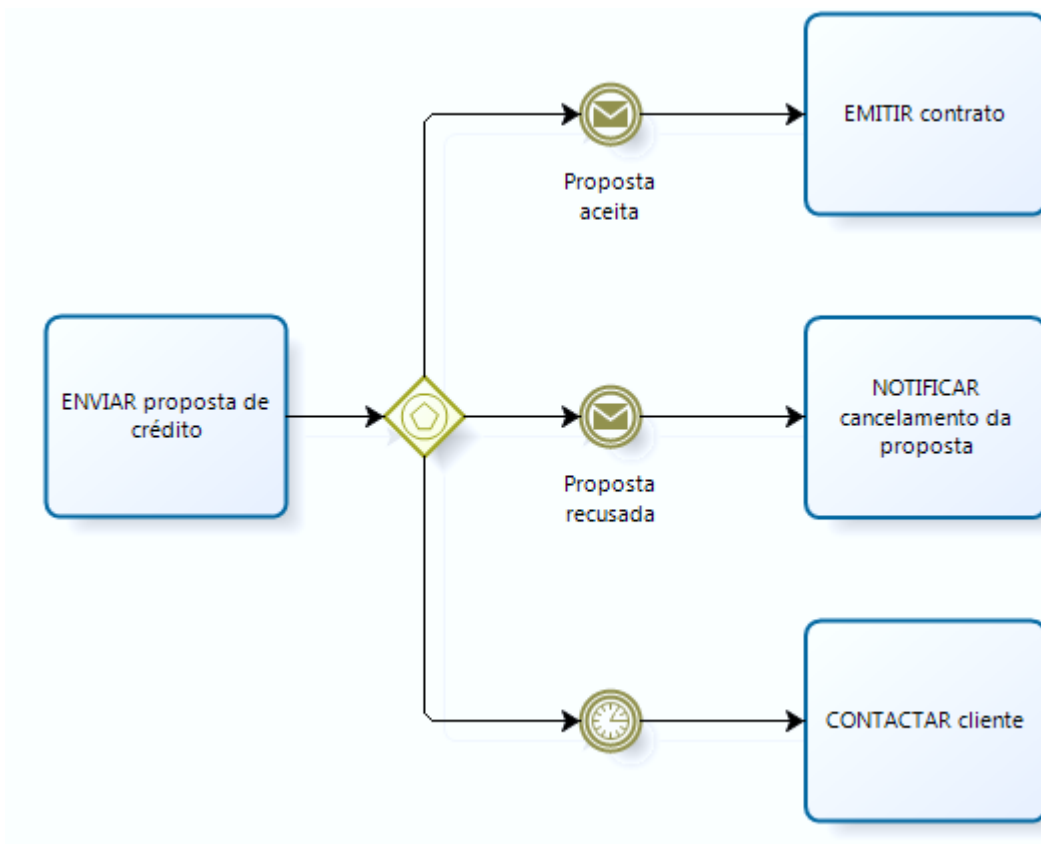 EMITIR contrato
Proposta
aceita
ENVIAR proposta de
crédito
NOTIFICAR
cancelamento da
proposta
Proposta
recusada
CONTACTAR cliente